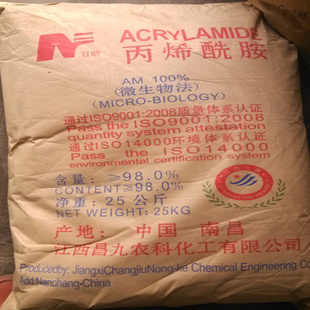 ACRYLAMIDE
丙烯酰胺
AM 100%
(微生物法)
(MICRO-BIOLOGY)
通过ISO9001:2008质量体系认证
Pass the ISO9001:2008
quantity system attestation
通过ISO14000环境体系认证
Pass the ISO14000
environmental certification system
含量: ≥98.0%
CONTENT≥98.0%
净重: 25 公斤
NET WEIGHT: 25KG
产地: 中国 南昌
江西昌九农科化工有限公司
Producedby: JiangxiChangjiuNong-ke Chemical Engineering Co
Add:Nanchang-China